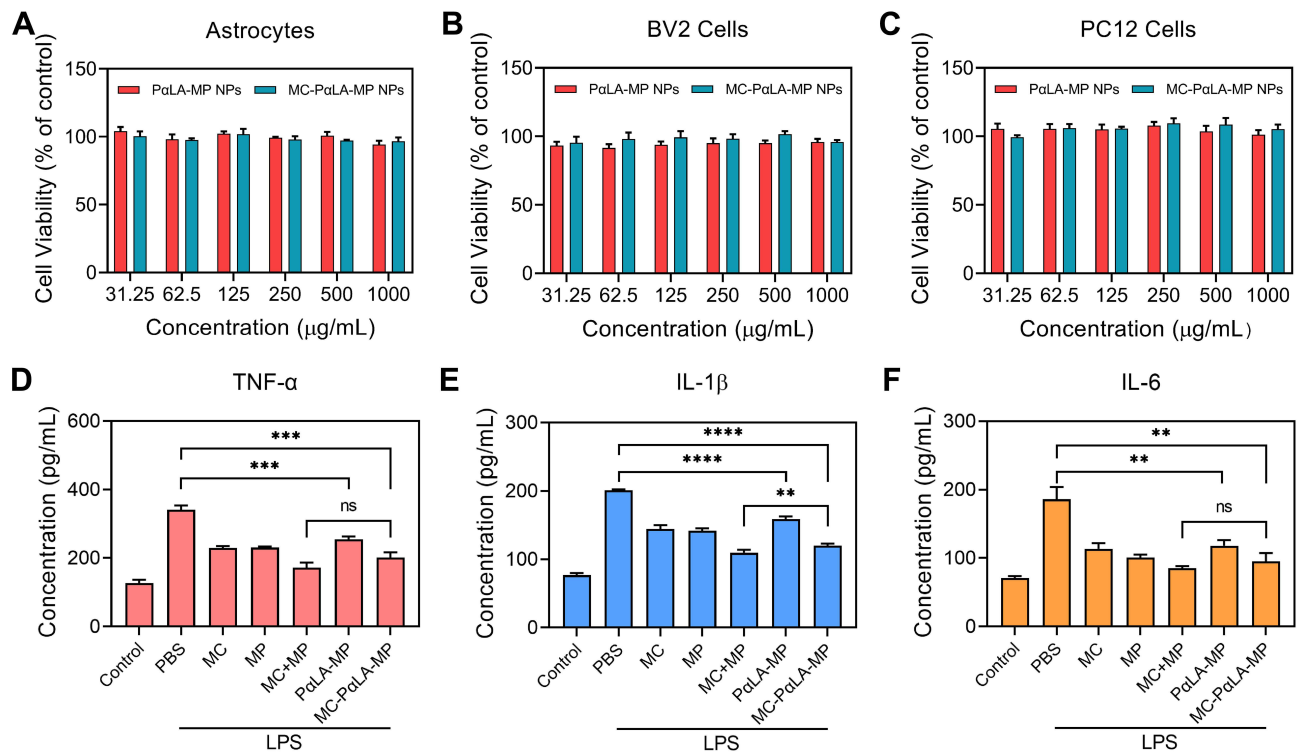 A
Astrocytes
Cell Viability (% of control)
150
100
50
0
PαLA-MP NPs
MC-PαLA-MP NPs
31.25 62.5 125 250 500 1000
Concentration (μg/mL)
B
BV2 Cells
Cell Viability (% of control)
150
100
50
0
PαLA-MP NPs
MC-PαLA-MP NPs
31.25 62.5 125 250 500 1000
Concentration (μg/mL)
C
PC12 Cells
Cell Viability (% of control)
150
100
50
0
PαLA-MP NPs
MC-PαLA-MP NPs
31.25 62.5 125 250 500 1000
Concentration (μg/mL)
D
TNF-α
Concentration (pg/mL)
600
400
200
0
***
***
ns
Control
PBS
MC
MP
MC+MP
PαLA-MP
MC-PαLA-MP
LPS
E
IL-1β
Concentration (pg/mL)
300
200
100
0
****
****
**
Control
PBS
MC
MP
MC+MP
PαLA-MP
MC-PαLA-MP
LPS
F
IL-6
Concentration (pg/mL)
300
200
100
0
**
**
ns
Control
PBS
MC
MP
MC+MP
PαLA-MP
MC-PαLA-MP
LPS